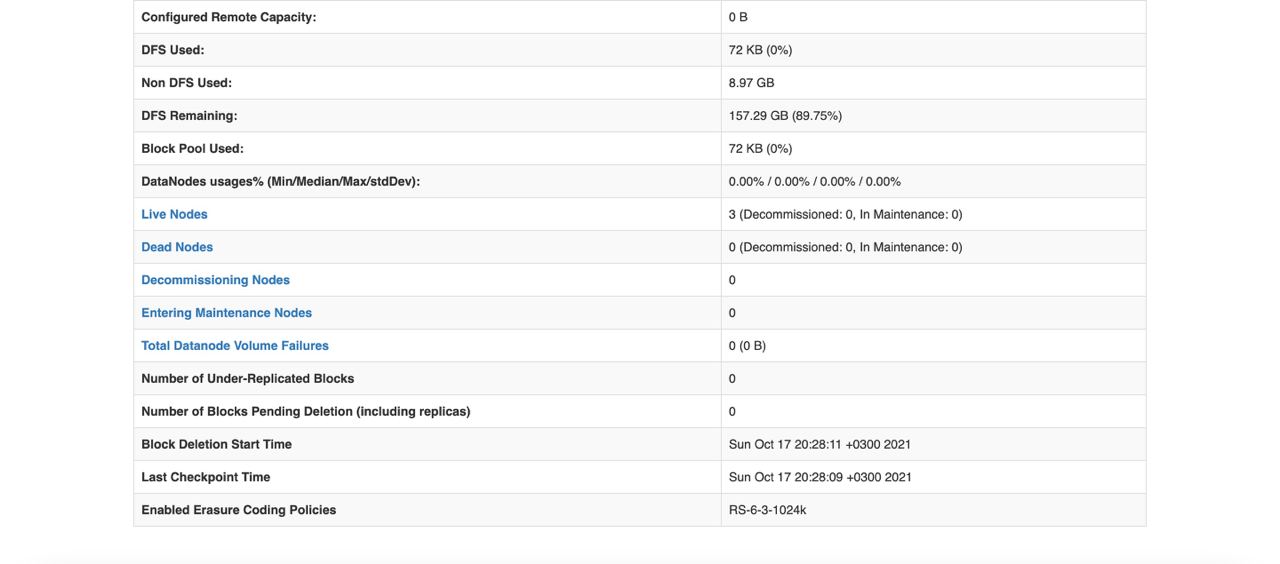 Configured Remote Capacity: 0 B
DFS Used: 72 KB (0%)
Non DFS Used: 8.97 GB
DFS Remaining: 157.29 GB (89.75%)
Block Pool Used: 72 KB (0%)
DataNodes usages% (Min/Median/Max/stdDev): 0.00% / 0.00% / 0.00% / 0.00%
Live Nodes 3 (Decommissioned: 0, In Maintenance: 0)
Dead Nodes 0 (Decommissioned: 0, In Maintenance: 0)
Decommissioning Nodes 0
Entering Maintenance Nodes 0
Total Datanode Volume Failures 0 (0 B)
Number of Under-Replicated Blocks 0
Number of Blocks Pending Deletion (including replicas) 0
Block Deletion Start Time Sun Oct 17 20:28:11 +0300 2021
Last Checkpoint Time Sun Oct 17 20:28:09 +0300 2021
Enabled Erasure Coding Policies RS-6-3-1024k